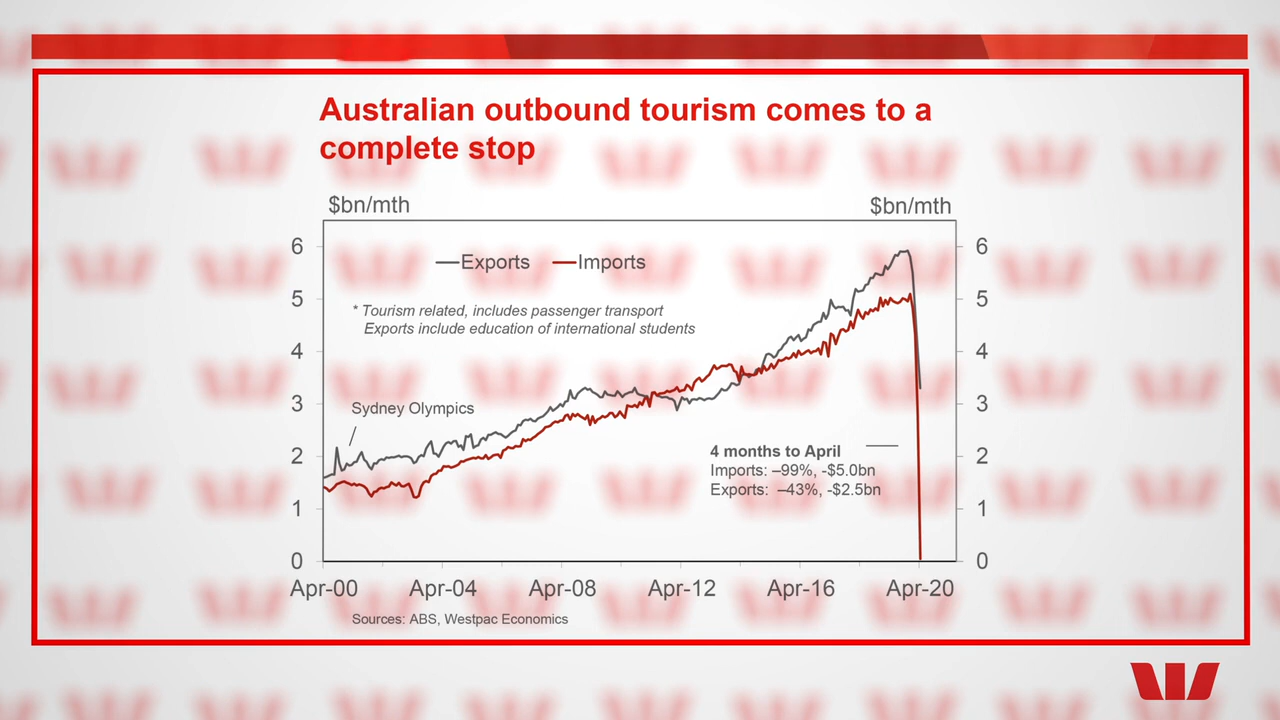 Australian outbound tourism comes to a
complete stop
$bn/mth $bn/mth
6 6
Exports Imports
5 5
* Tourism related, includes passenger transport
Exports include education of international students
4 4
3 3
Sydney Olympics
2 2
4 months to April
Imports: –99%, -$5.0bn
Exports: –43%, -$2.5bn
1 1
0 0
Apr-00 Apr-04 Apr-08 Apr-12 Apr-16 Apr-20
Sources: ABS, Westpac Economics